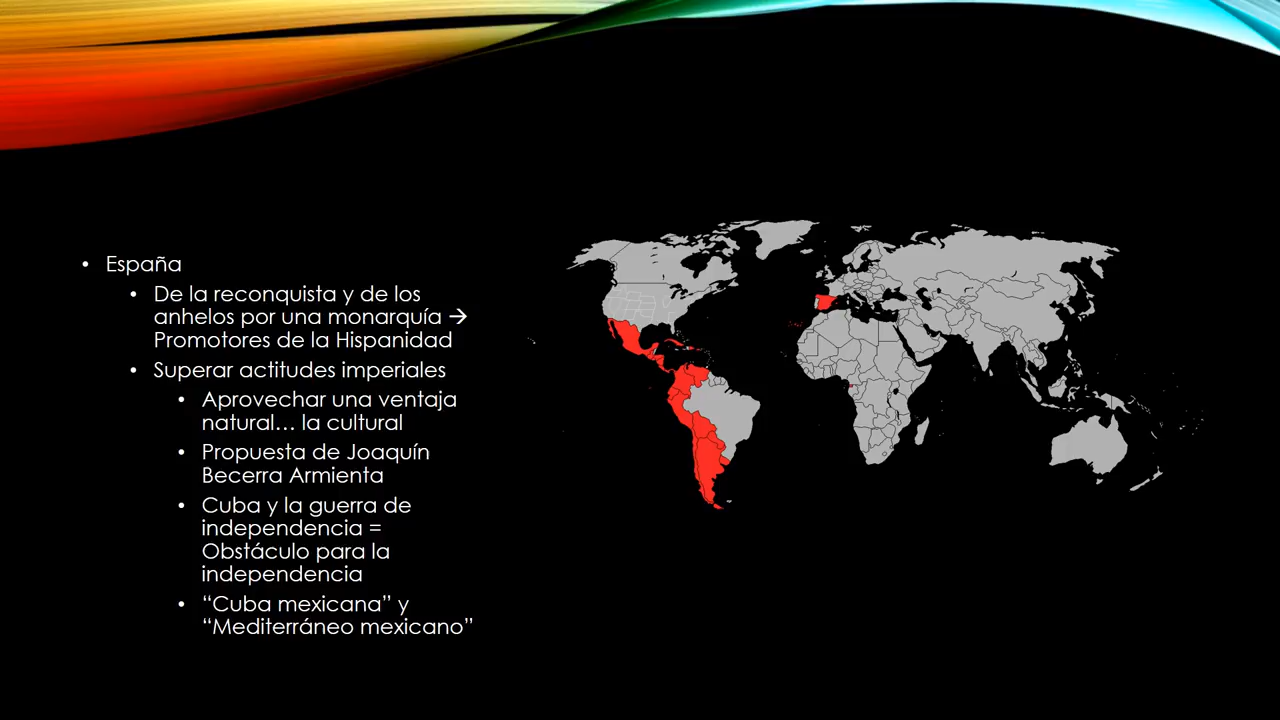 • España
• De la reconquista y de los
anhelos por una monarquía →
Promotores de la Hispanidad
• Superar actitudes imperiales
• Aprovechar una ventaja
natural… la cultural
• Propuesta de Joaquín
Becerra Armienta
• Cuba y la guerra de
independencia =
Obstáculo para la
independencia
• “Cuba mexicana” y
“Mediterráneo mexicano”